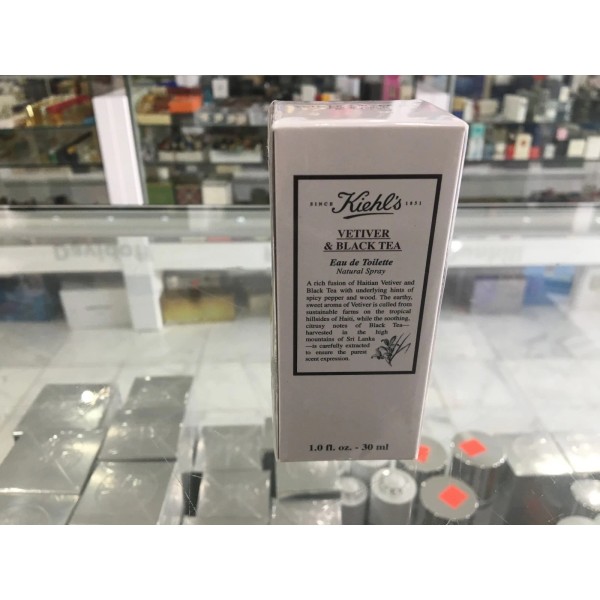 SINCE Kiehl's 1851
VETIVER
& BLACK TEA
Eau de Toilette
Natural Spray
A rich fusion of Haitian Vetiver and
Black Tea with underlying hints of
spicy pepper and wood. The earthy,
sweet aroma of Vetiver is culled from
sustainable farms on the tropical
hillsides of Haiti, while the soothing,
citrusy notes of Black Tea—
harvested in the high
mountains of Sri Lanka
—is carefully extracted
to ensure the purest
scent expression.
1.0 fl. oz. - 30 ml